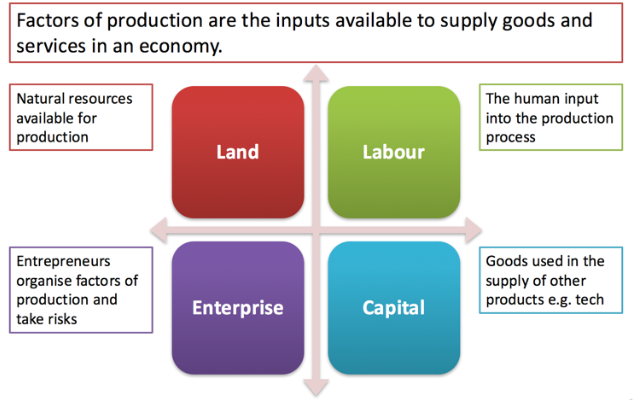 Factors of production are the inputs available to supply goods and
services in an economy.
Natural resources
available for
production
Land
Labour
The human input
into the production
process
Entrepreneurs
organise factors of
production and
take risks
Enterprise
Capital
Goods used in the
supply of other
products e.g. tech